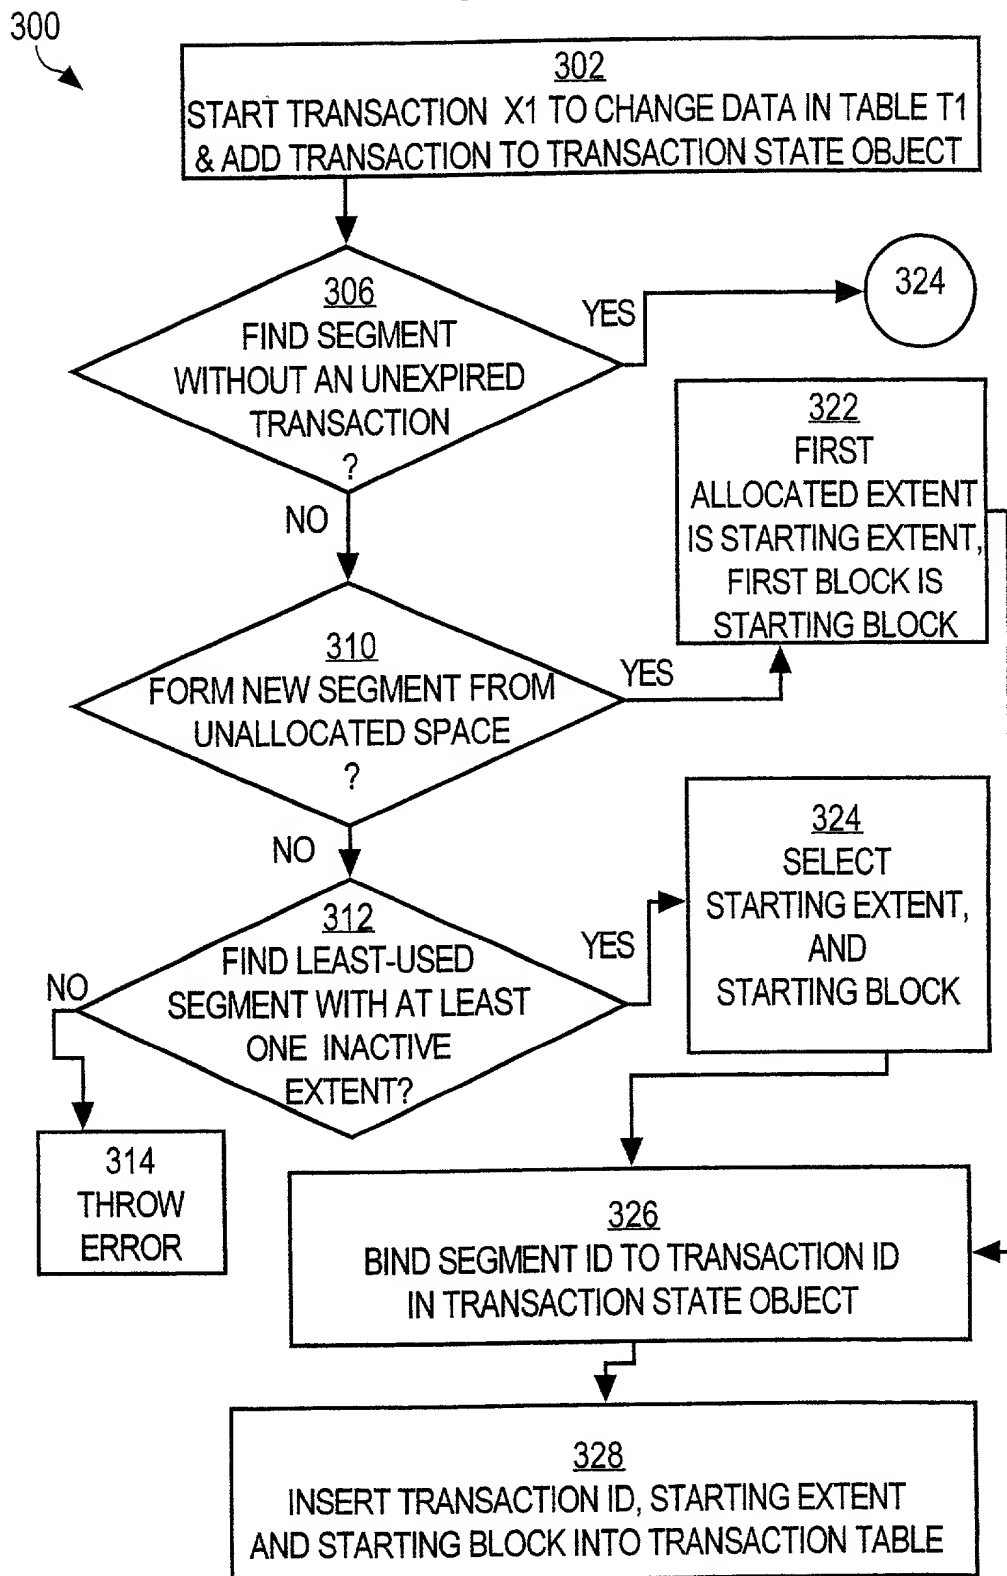 300
302
START TRANSACTION X1 TO CHANGE DATA IN TABLE T1
& ADD TRANSACTION TO TRANSACTION STATE OBJECT
306
FIND SEGMENT
WITHOUT AN UNEXPIRED
TRANSACTION
?
YES
324
NO
322
FIRST
ALLOCATED EXTENT
IS STARTING EXTENT,
FIRST BLOCK IS
STARTING BLOCK
310
FORM NEW SEGMENT FROM
UNALLOCATED SPACE
?
YES
NO
324
SELECT
STARTING EXTENT,
AND
STARTING BLOCK
312
FIND LEAST-USED
SEGMENT WITH AT LEAST
ONE INACTIVE
EXTENT?
YES
NO
314
THROW
ERROR
326
BIND SEGMENT ID TO TRANSACTION ID
IN TRANSACTION STATE OBJECT
328
INSERT TRANSACTION ID, STARTING EXTENT
AND STARTING BLOCK INTO TRANSACTION TABLE